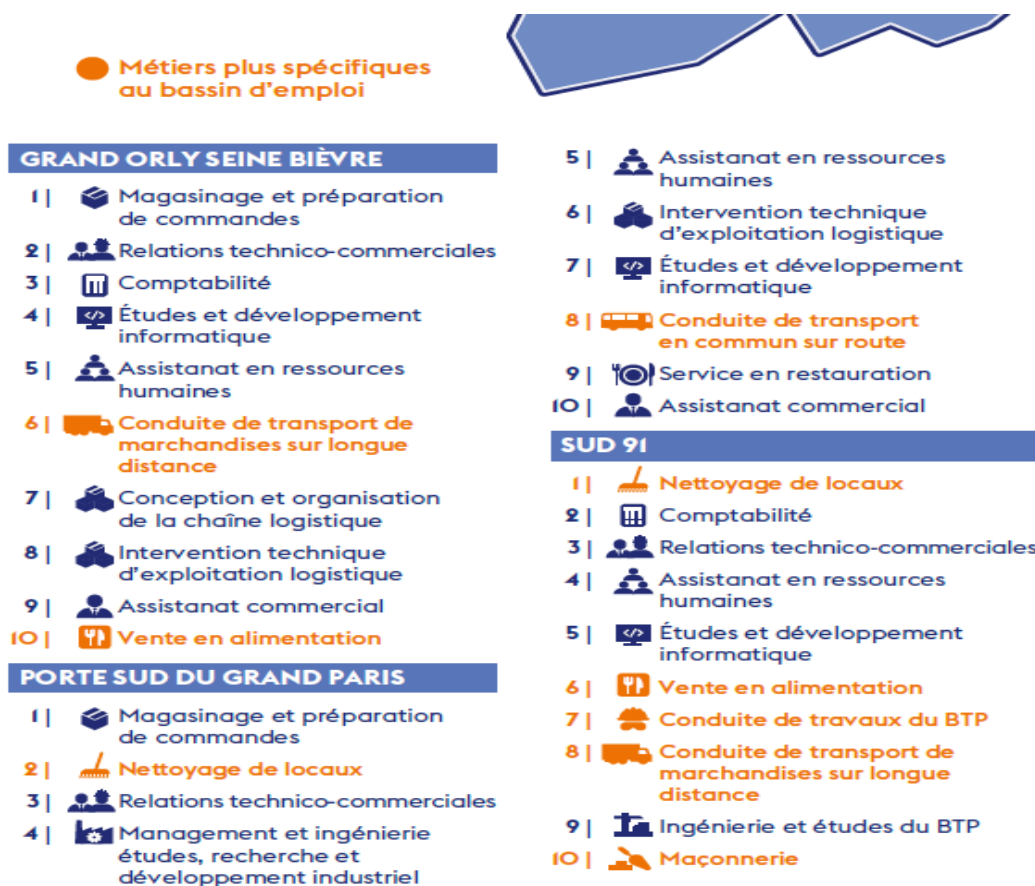 Métiers plus spécifiques
au bassin d'emploi
GRAND ORLY SEINE BIÈVRE
1 | Magasinage et préparation
de commandes
2 | Relations technico-commerciales
3 | Comptabilité
4 | Études et développement
informatique
5 | Assistanat en ressources
humaines
6 | Conduite de transport de
marchandises sur longue
distance
7 | Conception et organisation
de la chaîne logistique
8 | Intervention technique
d'exploitation logistique
9 | Assistanat commercial
10 | Vente en alimentation
PORTE SUD DU GRAND PARIS
1 | Magasinage et préparation
de commandes
2 | Nettoyage de locaux
3 | Relations technico-commerciales
4 | Management et ingénierie
études, recherche et
développement industriel
5 | Assistanat en ressources
humaines
6 | Intervention technique
d'exploitation logistique
7 | Études et développement
informatique
8 | Conduite de transport
en commun sur route
9 | Service en restauration
10 | Assistanat commercial
SUD 91
1 | Nettoyage de locaux
2 | Comptabilité
3 | Relations technico-commerciales
4 | Assistanat en ressources
humaines
5 | Études et développement
informatique
6 | Vente en alimentation
7 | Conduite de travaux du BTP
8 | Conduite de transport de
marchandises sur longue
distance
9 | Ingénierie et études du BTP
10 | Maçonnerie